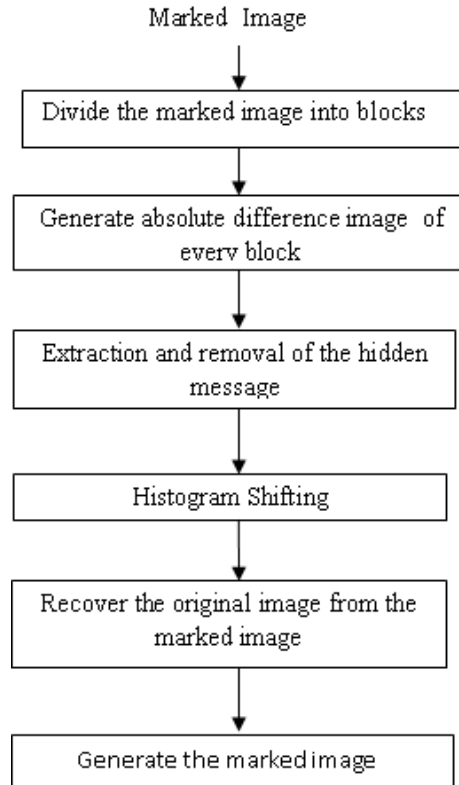 Marked Image
Divide the marked image into blocks
Generate absolute difference image of
every block
Extraction and removal of the hidden
message
Histogram Shifting
Recover the original image from the
marked image
Generate the marked image